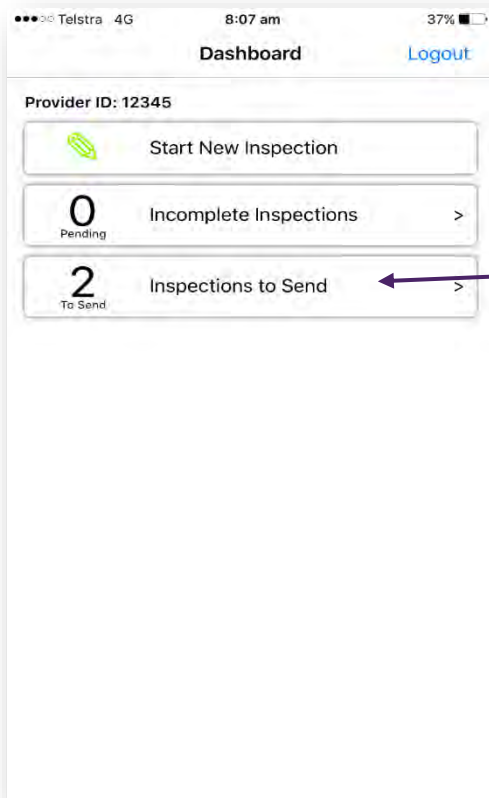 Telstra 4G 8:07 am 37%
Dashboard Logout
Provider ID: 12345
Start New Inspection
0 Incomplete Inspections >
Pending
2 Inspections to Send >
To Send